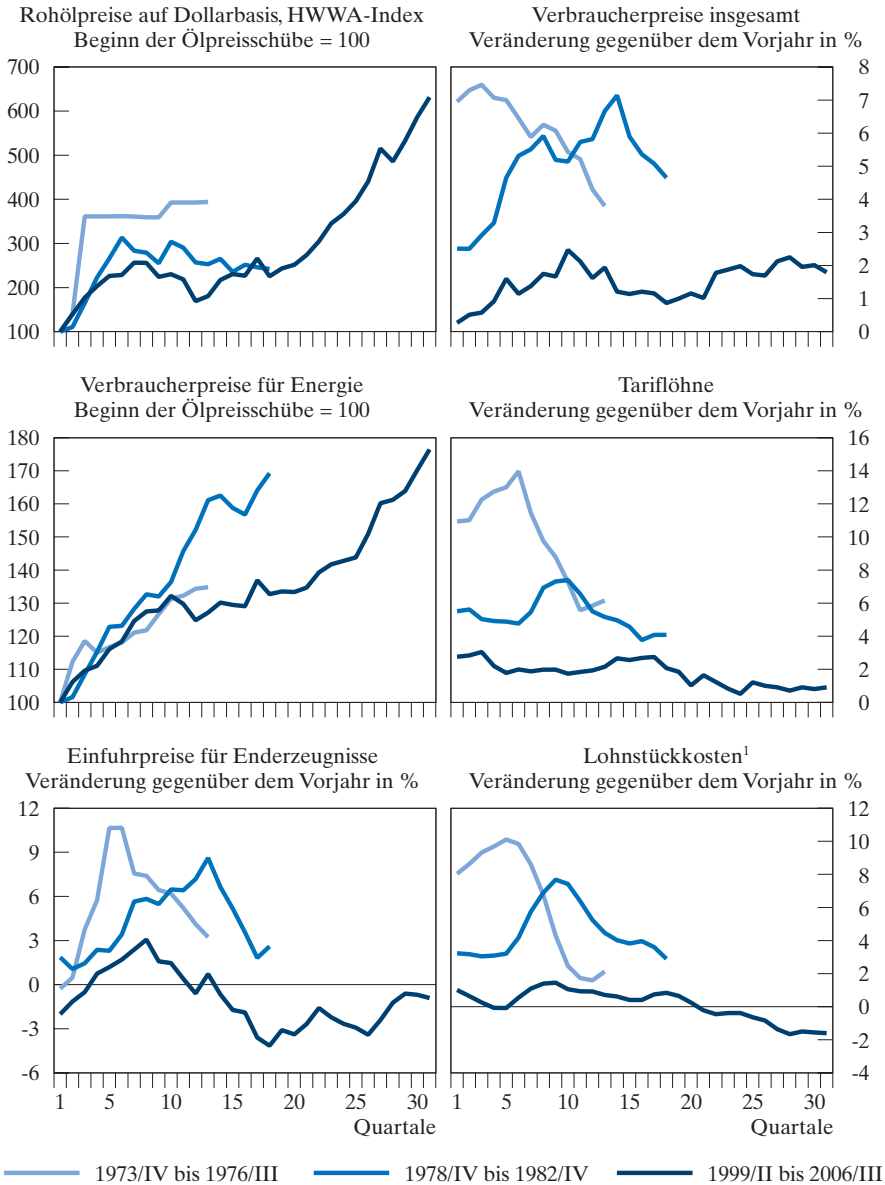 Rohölpreise auf Dollarbasis, HWWA-Index
Beginn der Ölpreisschübe = 100
700
600
500
400
300
200
100
Verbraucherpreise insgesamt
Veränderung gegenüber dem Vorjahr in %
8
7
6
5
4
3
2
1
0
Verbraucherpreise für Energie
Beginn der Ölpreisschübe = 100
180
170
160
150
140
130
120
110
100
Tariflöhne
Veränderung gegenüber dem Vorjahr in %
16
14
12
10
8
6
4
2
0
Einfuhrpreise für Enderzeugnisse
Veränderung gegenüber dem Vorjahr in %
12
9
6
3
0
-3
-6
1 5 10 15 20 25 30
Quartale
Lohnstückkosten¹
Veränderung gegenüber dem Vorjahr in %
12
10
8
6
4
2
0
-2
-4
1 5 10 15 20 25 30
Quartale
1973/IV bis 1976/III 1978/IV bis 1982/IV 1999/II bis 2006/III